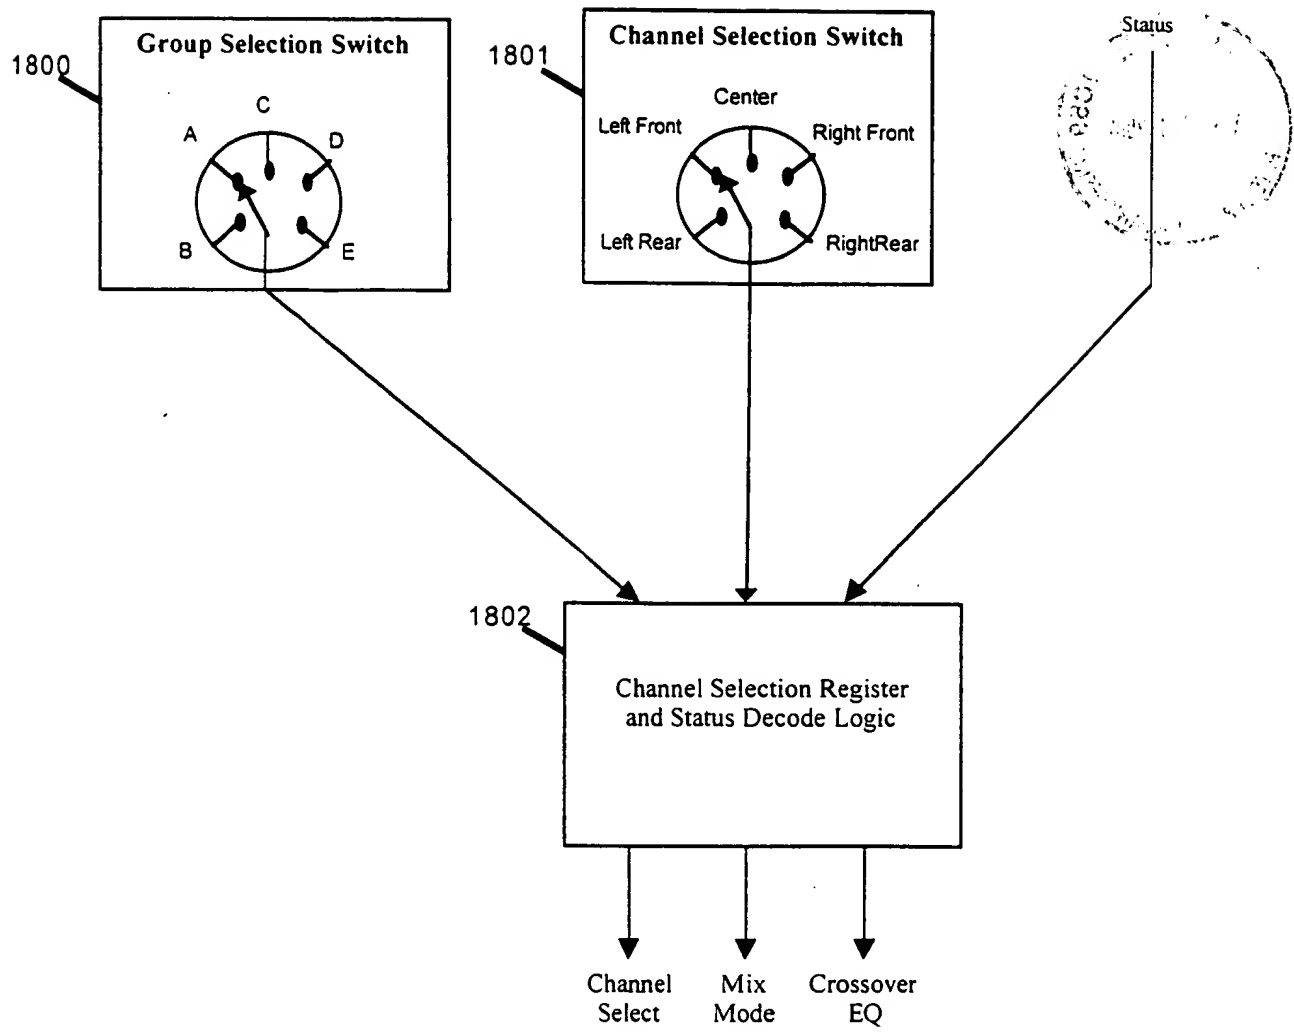 Group Selection Switch
1800
C
A
D
B
E
Channel Selection Switch
1801
Center
Left Front
Right Front
Left Rear
RightRear
Status
1802
Channel Selection Register
and Status Decode Logic
Channel
Select
Mix
Mode
Crossover
EQ